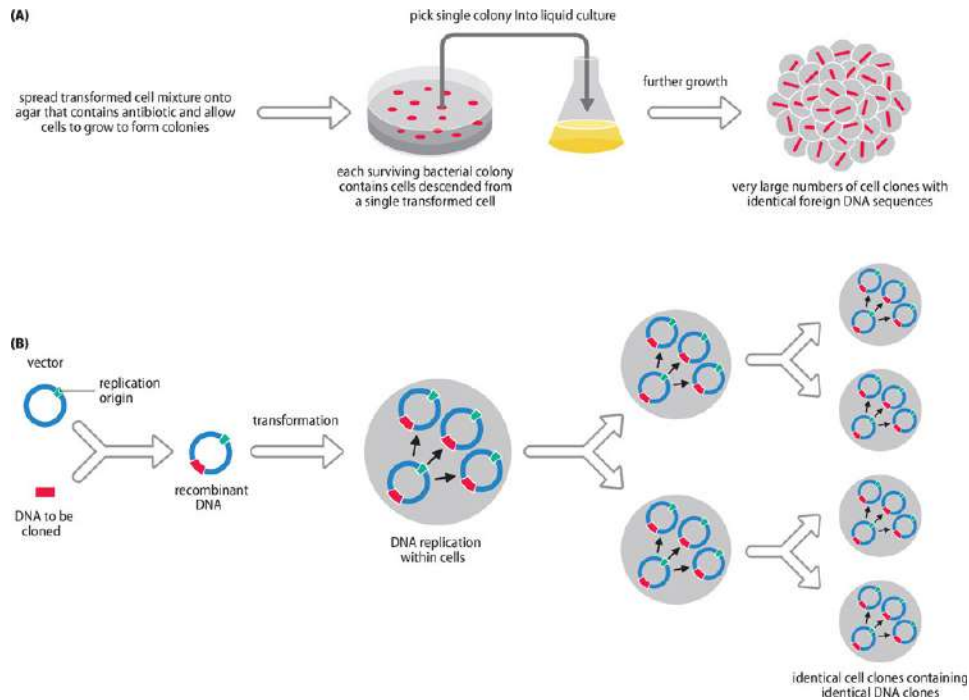 (A)
pick single colony Into liquid culture
spread transformed cell mixture onto
agar that contains antibiotic and allow
cells to grow to form colonies
further growth
each surviving bacterial colony
contains cells descended from
a single transformed cell
very large numbers of cell clones with
identical foreign DNA sequences
(B)
vector
replication
origin
transformation
recombinant
DNA
DNA to be
cloned
DNA replication
within cells
identical cell clones containing
identical DNA clones